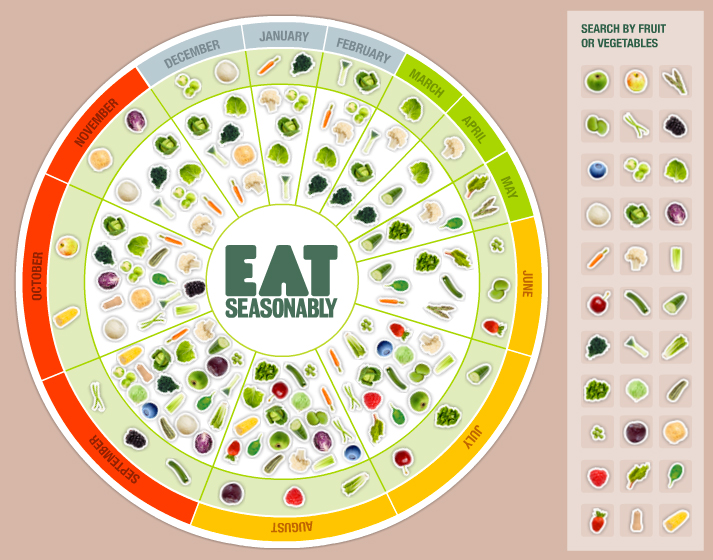 JANUARY
FEBRUARY
MARCH
APRIL
MAY
JUNE
JULY
AUGUST
SEPTEMBER
OCTOBER
NOVEMBER
DECEMBER
EAT
SEASONABLY
SEARCH BY FRUIT
OR VEGETABLES